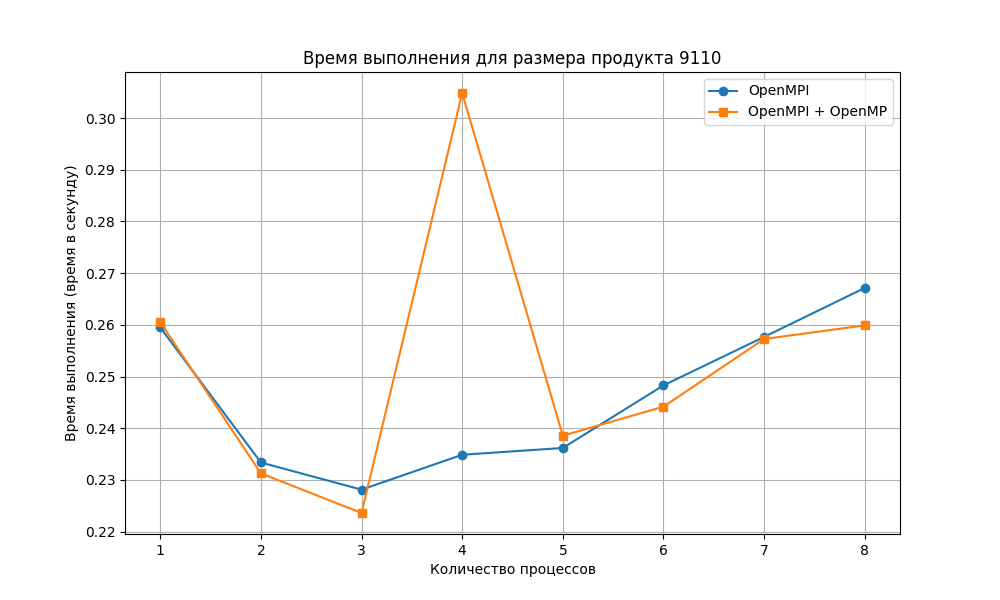 Время выполнения для размера продукта 9110
OpenMPI
OpenMPI + OpenMP
Время выполнения (время в секунду)
0.30
0.29
0.28
0.27
0.26
0.25
0.24
0.23
0.22
1 2 3 4 5 6 7 8
Количество процессов